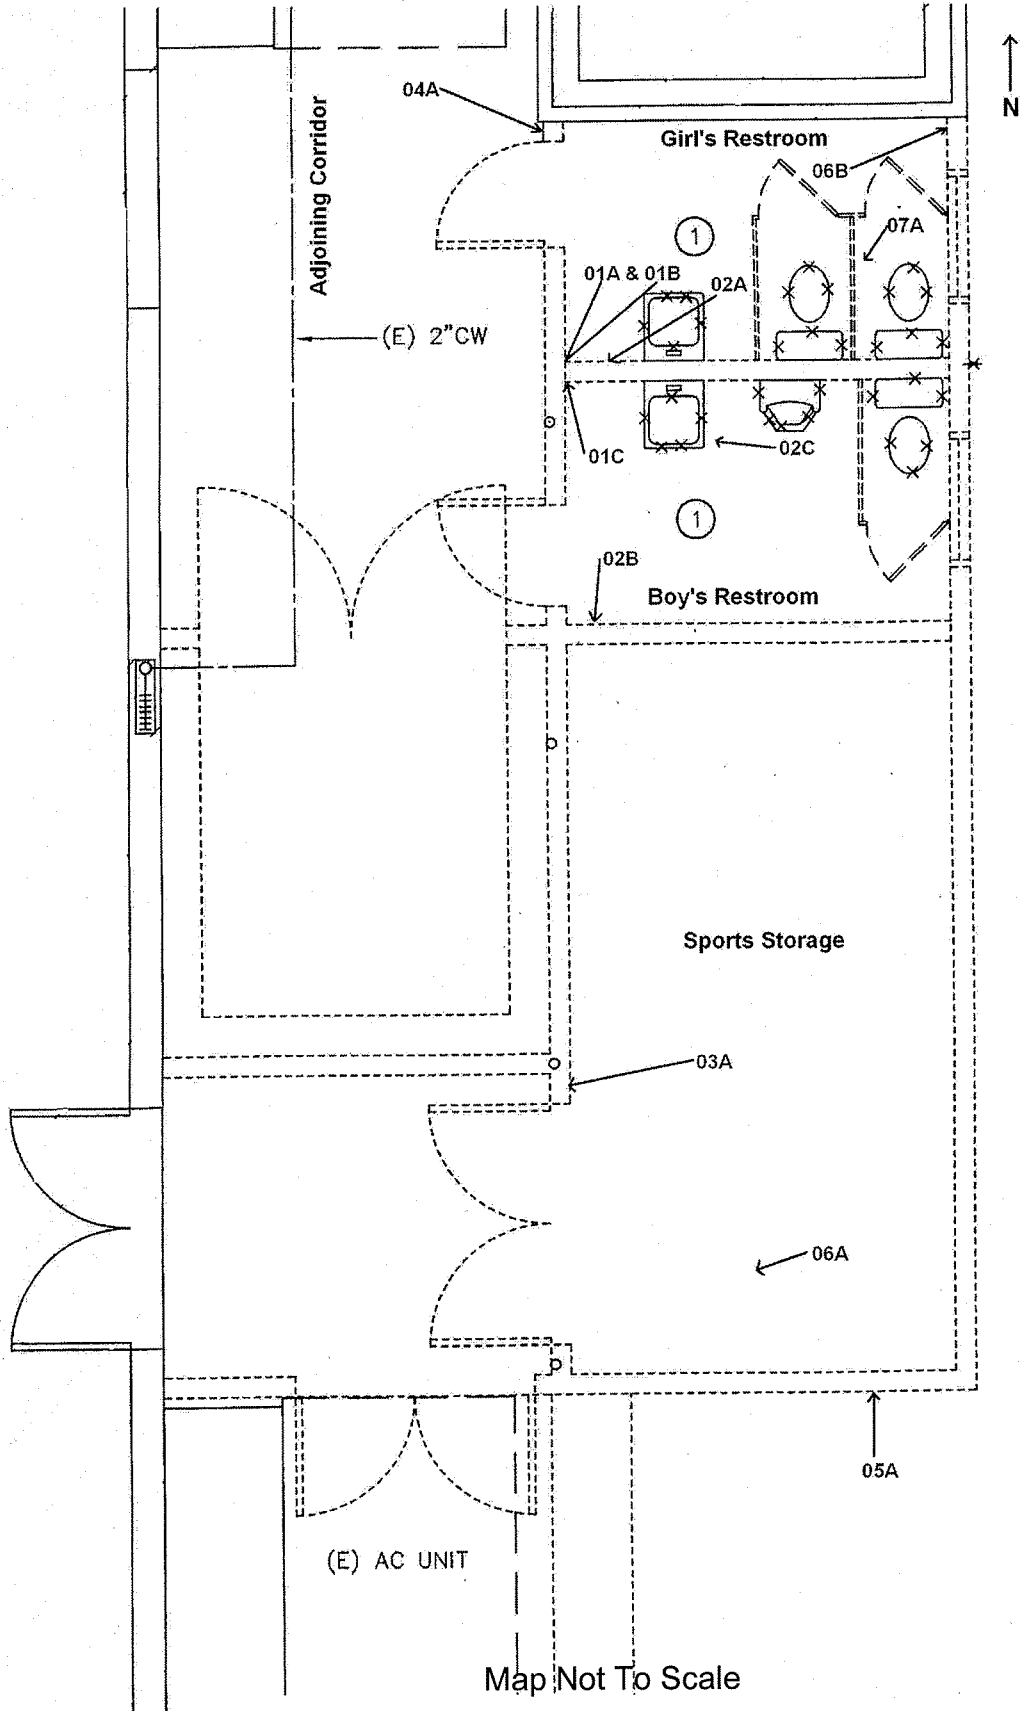 04A
N
Adjoining Corridor
Girl's Restroom
06B
07A
1
01A & 01B
02A
(E) 2"CW
01C
02C
1
02B
Boy's Restroom
Sports Storage
03A
06A
05A
(E) AC UNIT
Map Not To Scale